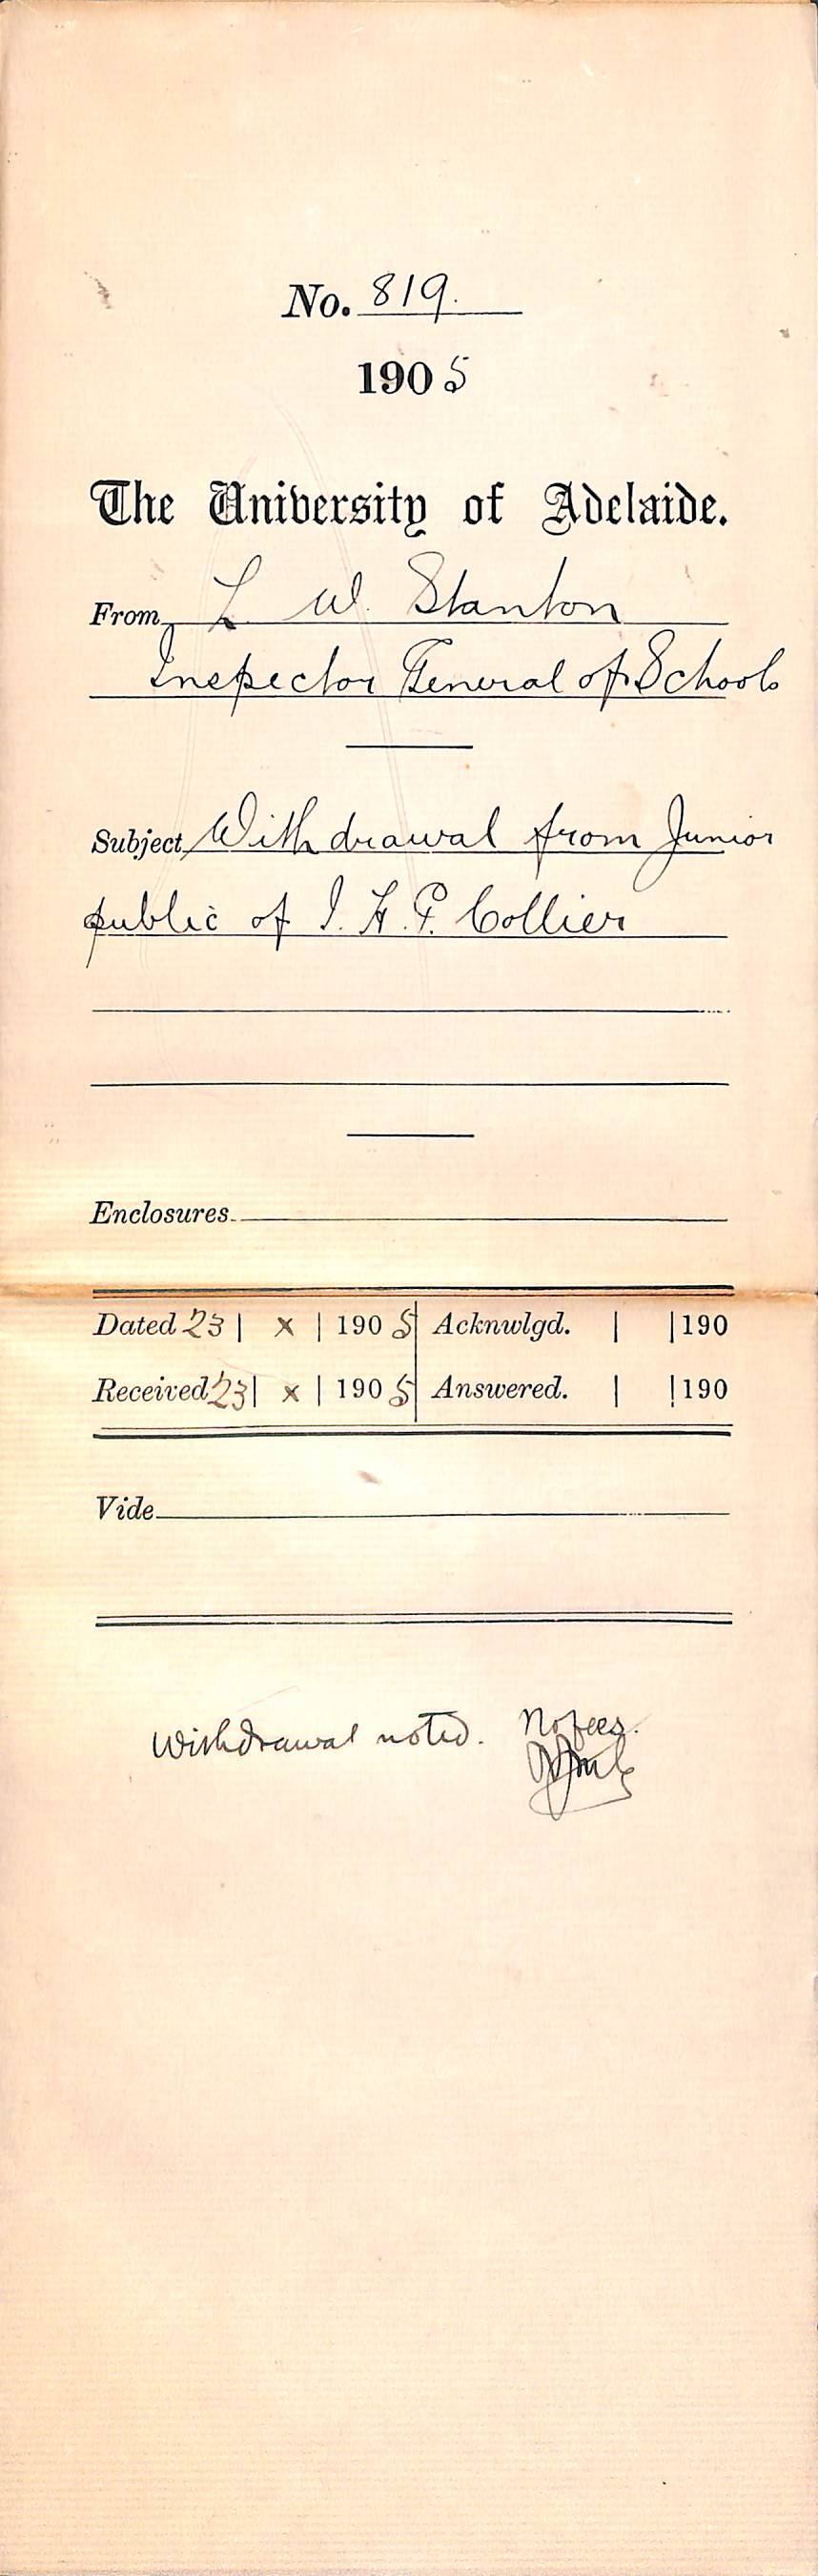 No. 819.
1905
The University of Adelaide.
From L. W. Stanton
Inspector General of Schools
Subject Withdrawal from Junior
public of I. H. P. Collier
Enclosures
Dated 23 | x | 1905 Acknwlgd. | |190
Received 23 | x | 1905 Answered. | |190
Vide
Withdrawal noted. No fees.